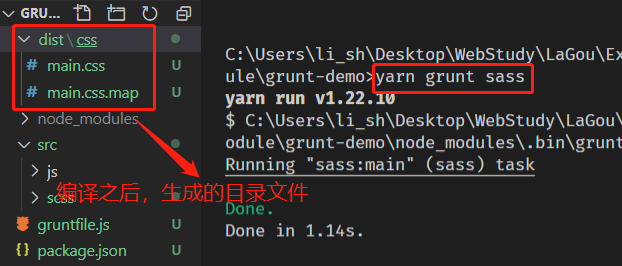 GRU...
dist \ css
# main.css U
# main.css.map U
node_modules
src
js
scss
gruntfile.js U
{} package.json U
编译之后，生成的目录文件
C:\Users\li_sh\Desktop\WebStudy\LaGou\Ex
ule\grunt-demo>yarn grunt sass
yarn run v1.22.10
$ C:\Users\li_sh\Desktop\WebStudy\LaGou\
odule\grunt-demo\node_modules\.bin\grunt
Running "sass:main" (sass) task
Done.
Done in 1.14s.